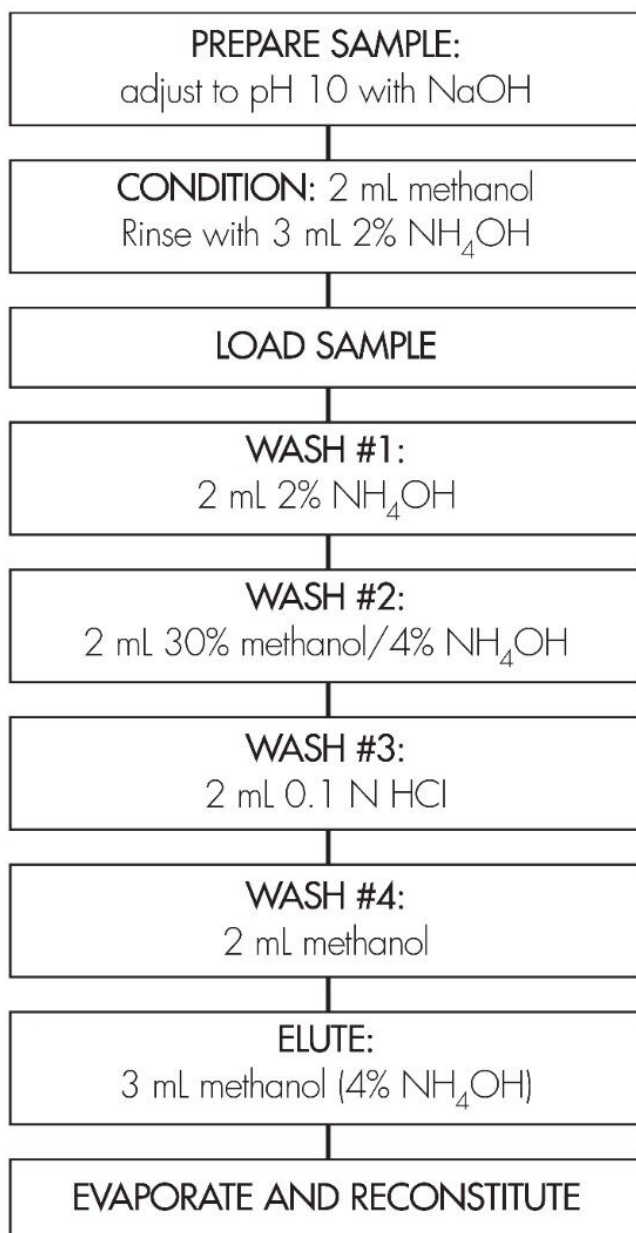 PREPARE SAMPLE:
adjust to pH 10 with NaOH
CONDITION: 2 mL methanol
Rinse with 3 mL 2% NH₄OH
LOAD SAMPLE
WASH #1:
2 mL 2% NH₄OH
WASH #2:
2 mL 30% methanol/4% NH₄OH
WASH #3:
2 mL 0.1 N HCl
WASH #4:
2 mL methanol
ELUTE:
3 mL methanol (4% NH₄OH)
EVAPORATE AND RECONSTITUTE